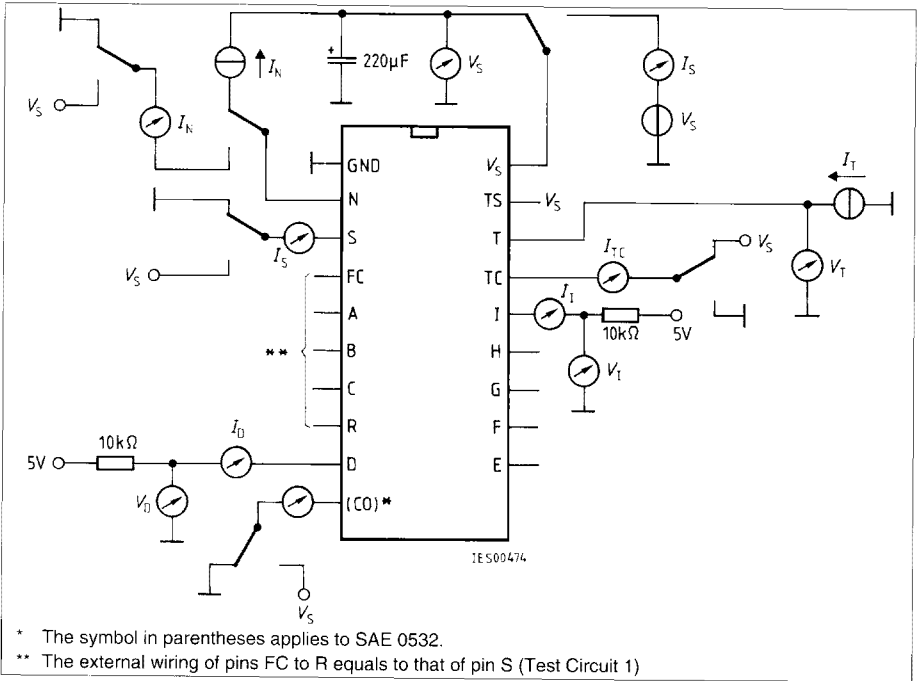 I_N
220µF
V_S
I_S
V_S
I_N
V_S
GND
V_S
I_T
N
TS
V_S
S
T
I_S
V_S
I_TC
V_S
V_T
FC
TC
A
I
I_I
10kΩ
5V
**
B
H
V_I
C
G
R
F
5V
10kΩ
I_D
D
E
V_D
(CO)*
IES00474
V_S
* The symbol in parentheses applies to SAE 0532.
** The external wiring of pins FC to R equals to that of pin S (Test Circuit 1)